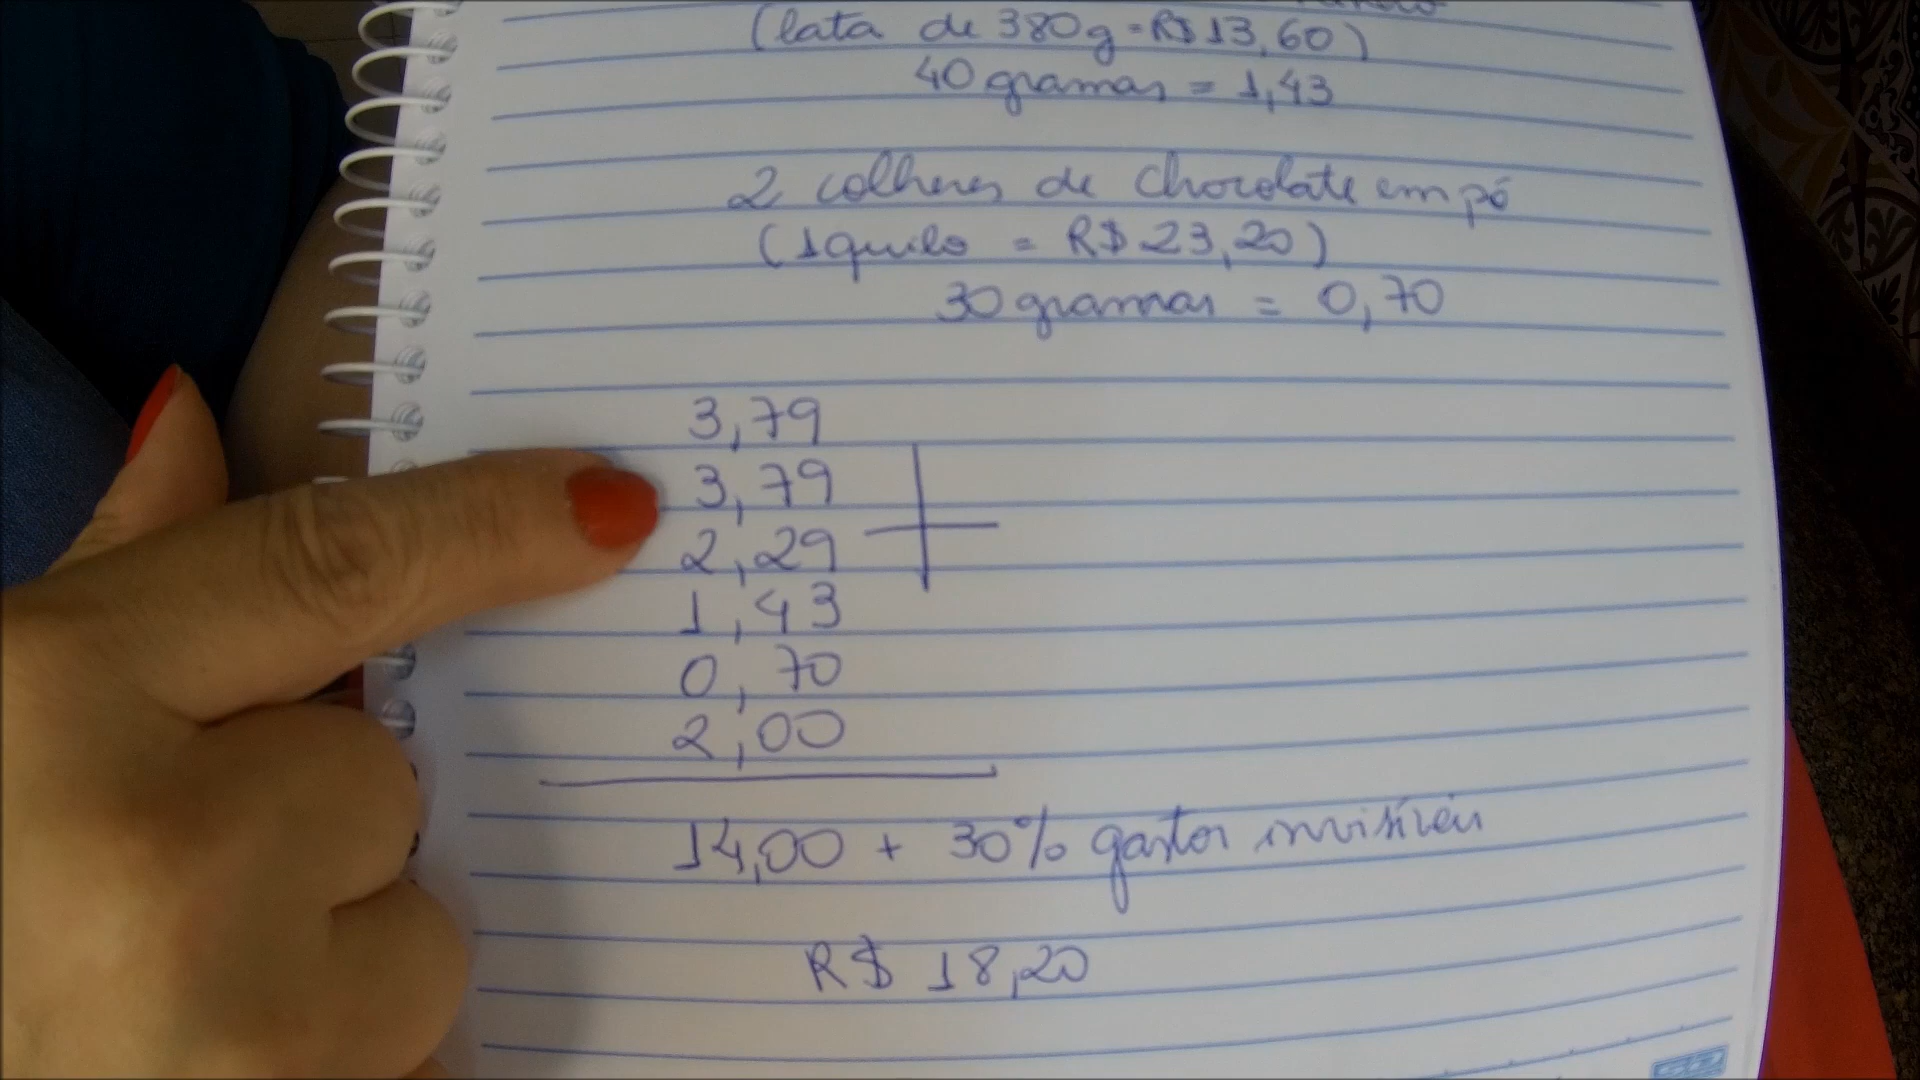 (lata de 380g = R$ 13,60)
40 gramas = 1,43
2 colheres de chocolate em pó
(1 quilo = R$ 23,20)
30 gramas = 0,70
3,79
3,79
2,29 +
1,43
0,70
2,00
14,00 + 30% gastos invisíveis
R$ 18,20